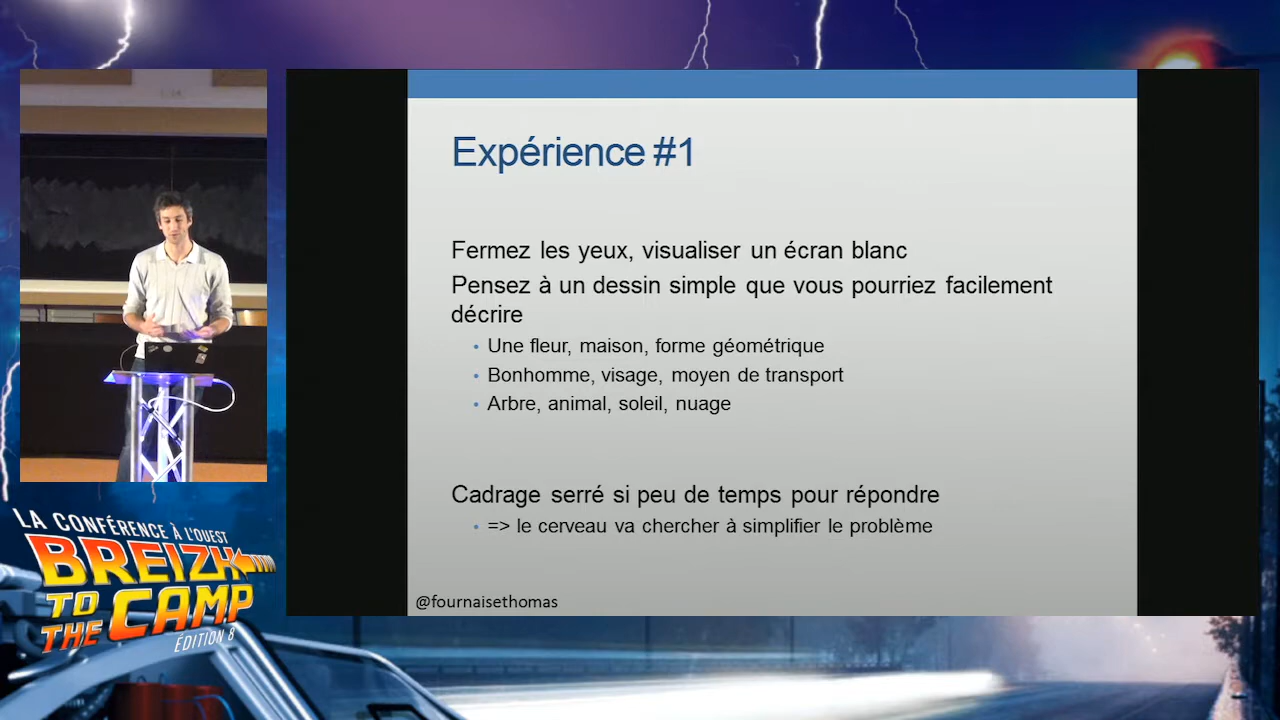 Expérience #1
Fermez les yeux, visualiser un écran blanc
Pensez à un dessin simple que vous pourriez facilement
décrire
• Une fleur, maison, forme géométrique
• Bonhomme, visage, moyen de transport
• Arbre, animal, soleil, nuage
Cadrage serré si peu de temps pour répondre
• => le cerveau va chercher à simplifier le problème
@fournaisethomas
LA CONFÉRENCE À L'OUEST
BREIZH
TO CAMP
THE
ÉDITION 8